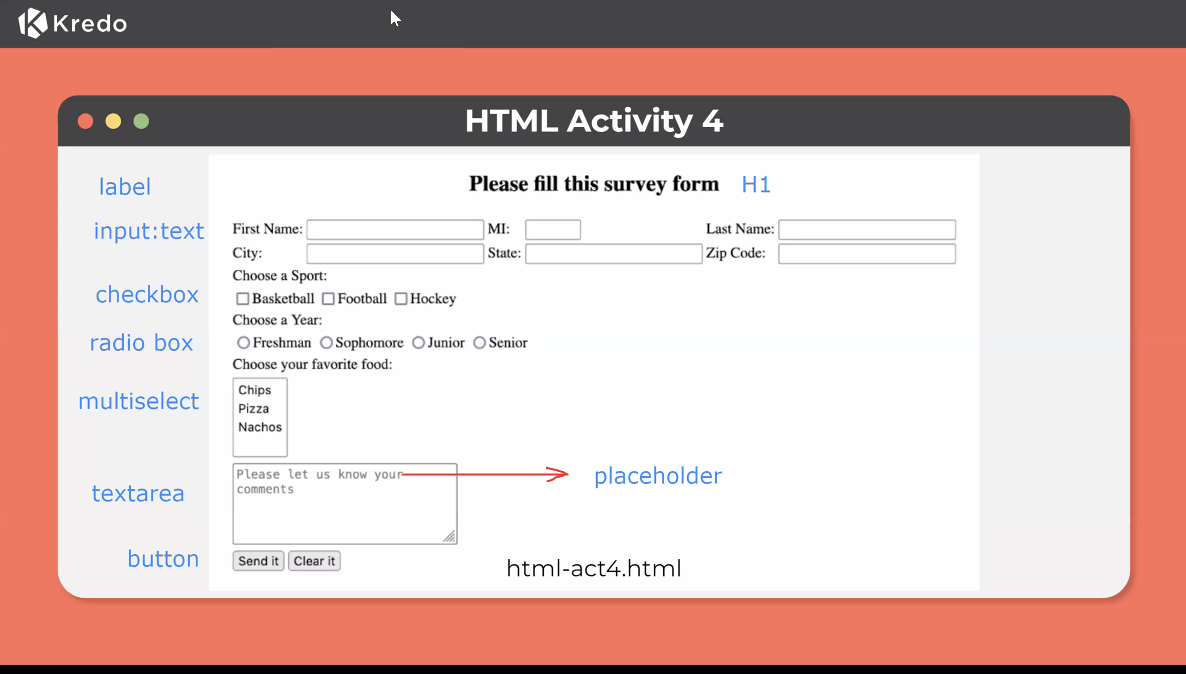 Kredo
HTML Activity 4
Please fill this survey form H1
label
input:text
First Name: MI: Last Name:
City: State: Zip Code:
Choose a Sport:
checkbox
Basketball Football Hockey
Choose a Year:
radio box
Freshman Sophomore Junior Senior
Choose your favorite food:
multiselect
Chips
Pizza
Nachos
textarea
Please let us know your
comments
placeholder
button
Send it Clear it
html-act4.html